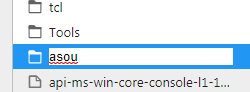 tcl
Tools
asou
api-ms-win-core-console-l1-1...